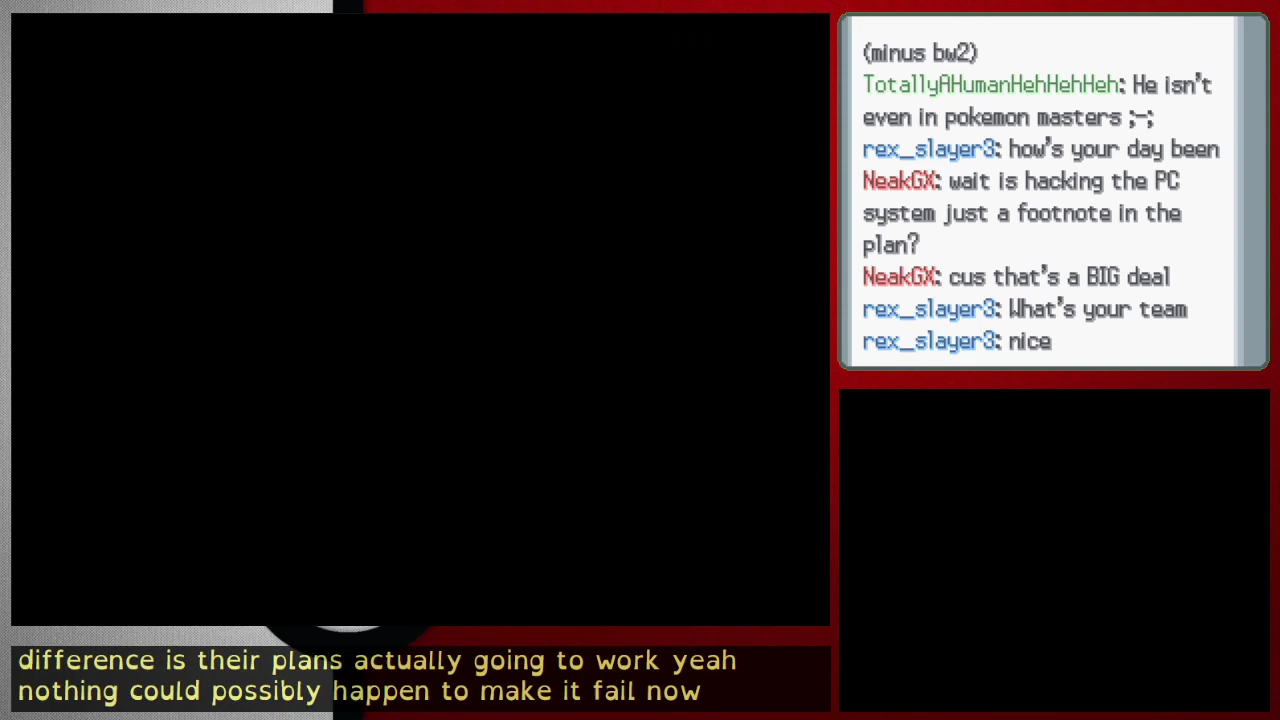 (minus bw2)
TotallyAHumanHehHehHeh: He isn't
even in pokemon masters ;-;
rex_slayer3: how's your day been
NeakGX: wait is hacking the PC
system just a footnote in the
plan?
NeakGX: cus that's a BIG deal
rex_slayer3: What's your team
rex_slayer3: nice
difference is their plans actually going to work yeah
nothing could possibly happen to make it fail now